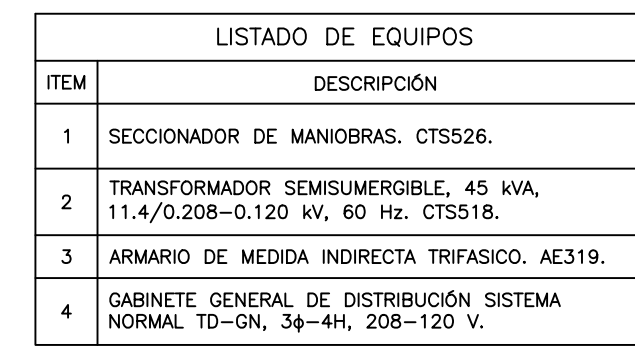 LISTADO DE EQUIPOS
ITEM DESCRIPCIÓN
1 SECCIONADOR DE MANIOBRAS. CTS526.
2 TRANSFORMADOR SEMISUMERGIBLE, 45 kVA,
11.4/0.208-0.120 kV, 60 Hz. CTS518.
3 ARMARIO DE MEDIDA INDIRECTA TRIFASICO. AE319.
4 GABINETE GENERAL DE DISTRIBUCIÓN SISTEMA
NORMAL TD-GN, 3ϕ-4H, 208-120 V.